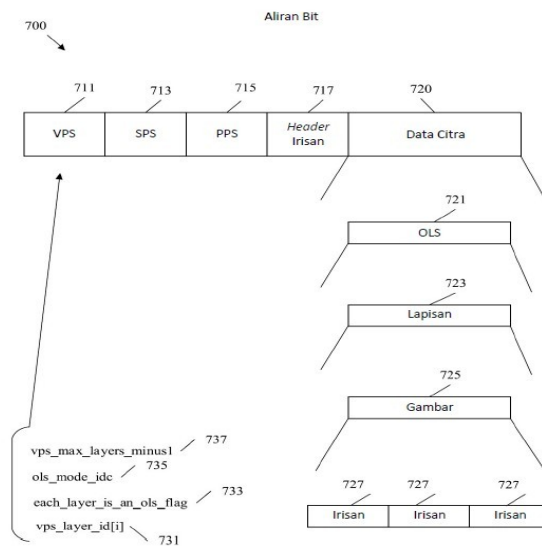 Aliran Bit
700
711
713
715
717
720
VPS
SPS
PPS
Header
Irisan
Data Citra
721
OLS
723
Lapisan
725
Gambar
vps_max_layers_minus1
737
ols_mode_idc
735
each_layer_is_an_ols_flag
733
vps_layer_id[i]
731
727 727 727
Irisan Irisan Irisan